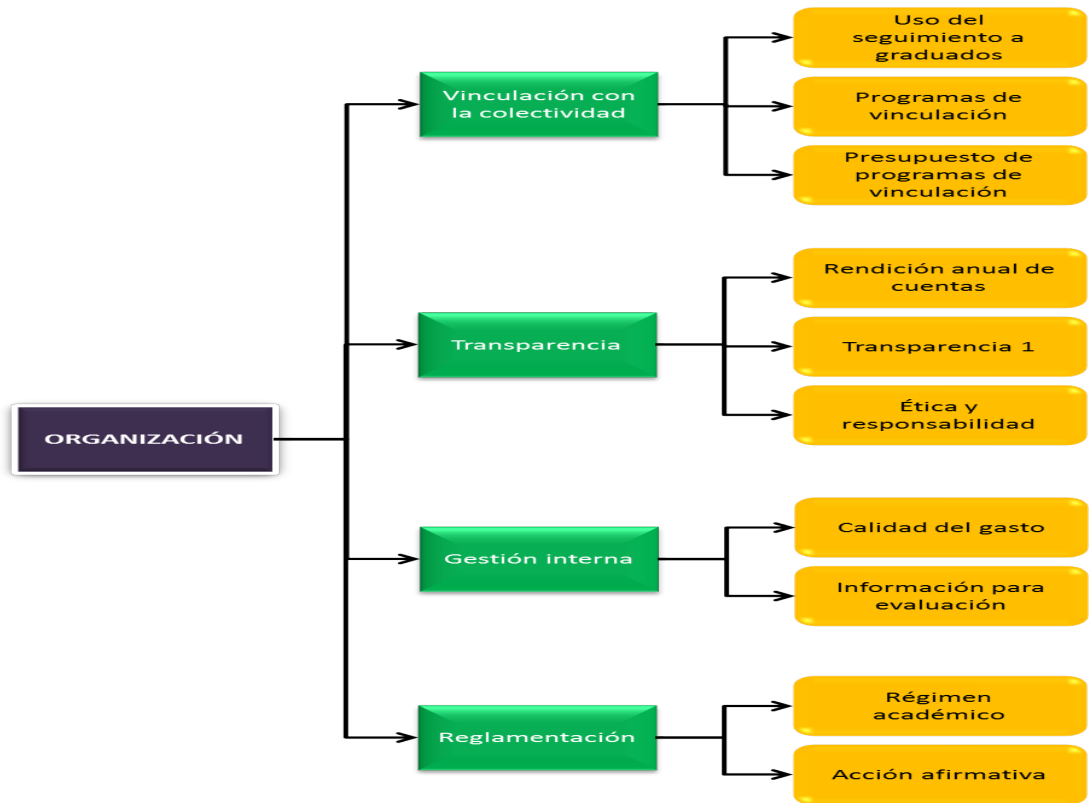 ORGANIZACIÓN
Vinculación con
la colectividad
Uso del
seguimiento a
graduados
Programas de
vinculación
Presupuesto de
programas de
vinculación
Transparencia
Rendición anual de
cuentas
Transparencia 1
Ética y
responsabilidad
Gestión interna
Calidad del gasto
Información para
evaluación
Reglamentación
Régimen
académico
Acción afirmativa